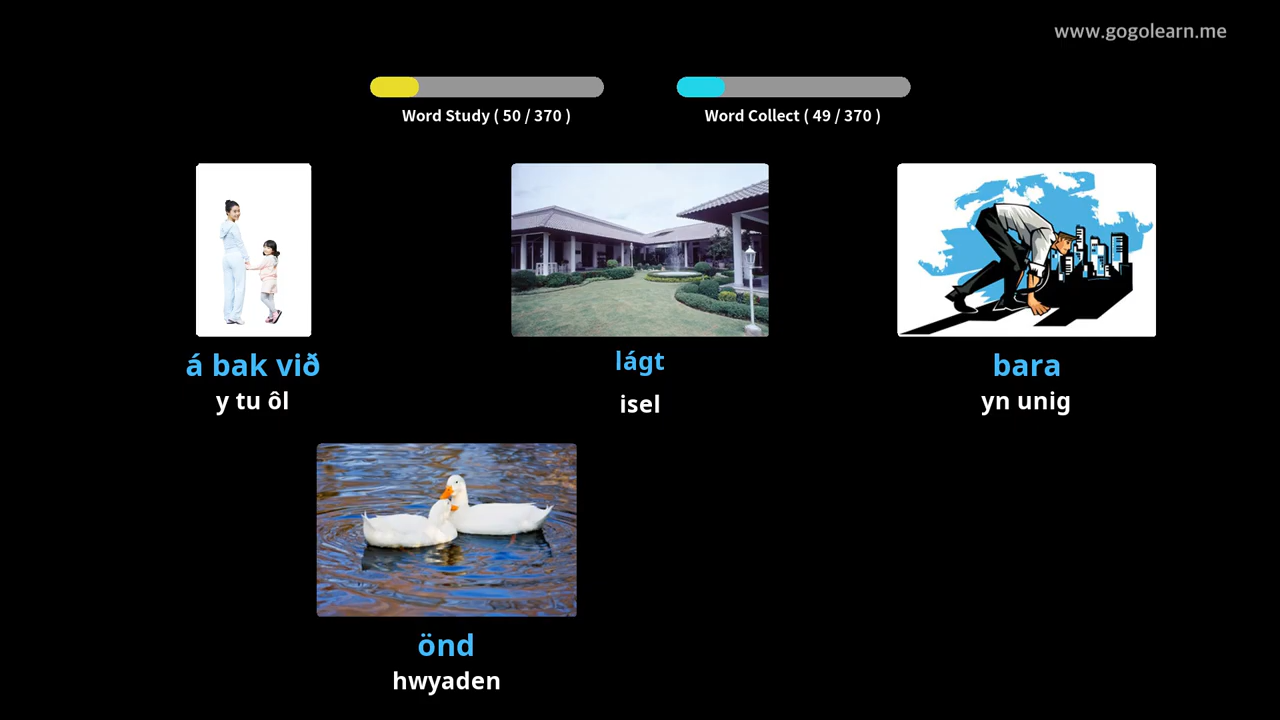 www.gogolearn.me
Word Study ( 50 / 370 )
Word Collect ( 49 / 370 )
á bak við
y tu ôl
lágt
isel
bara
yn unig
önd
hwyaden